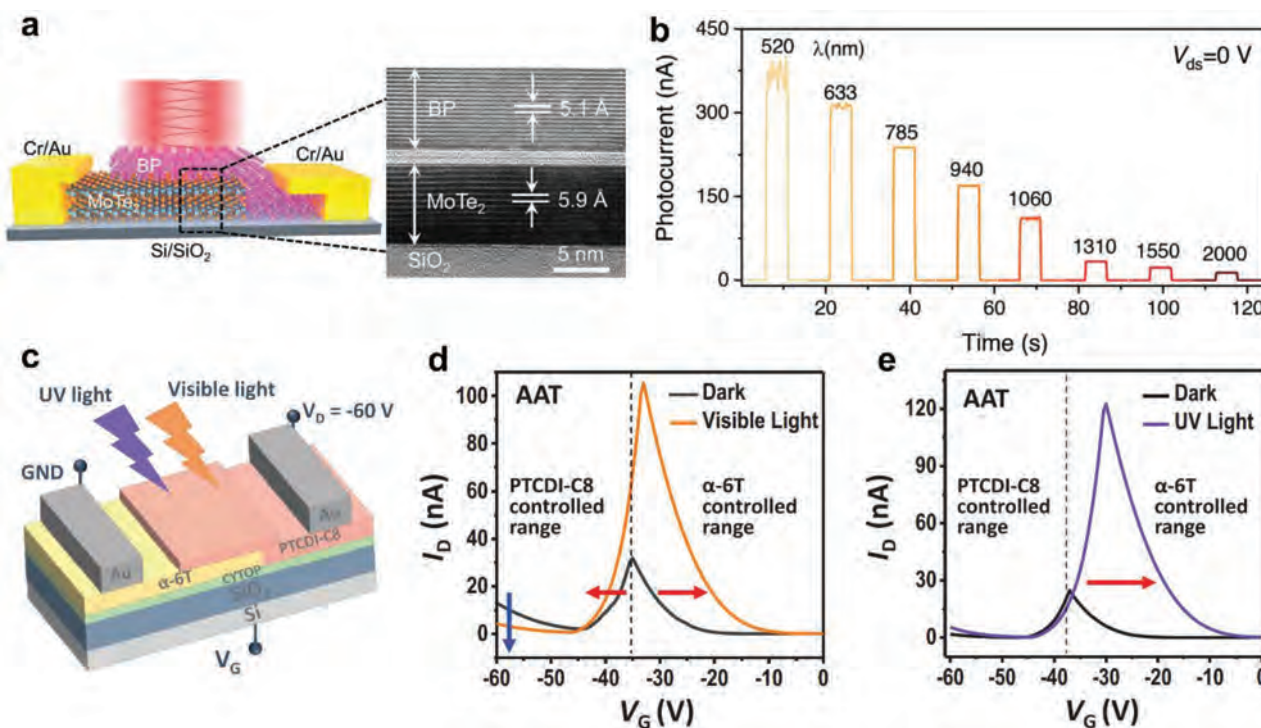 a
Cr/Au
BP
Cr/Au
MoTe₂
Si/SiO₂
BP
5.1 Å
MoTe₂
5.9 Å
SiO₂
5 nm
b
450
300
150
0
Photocurrent (nA)
520
λ(nm)
V_ds=0 V
633
785
940
1060
1310
1550
2000
20
40
60
80
100
120
Time (s)
c
UV light
Visible light
V_D = -60 V
GND
Au
Au
PTCDI-C8
α-6T
CYTOP
SiO₂
Si
V_G
d
AAT
Dark
Visible Light
PTCDI-C8
controlled
range
α-6T
controlled
range
I_D (nA)
100
80
60
40
20
0
-60
-50
-40
-30
-20
-10
0
V_G (V)
e
AAT
Dark
UV Light
PTCDI-C8
controlled
range
α-6T
controlled
range
I_D (nA)
120
90
60
30
0
-60
-50
-40
-30
-20
-10
0
V_G (V)